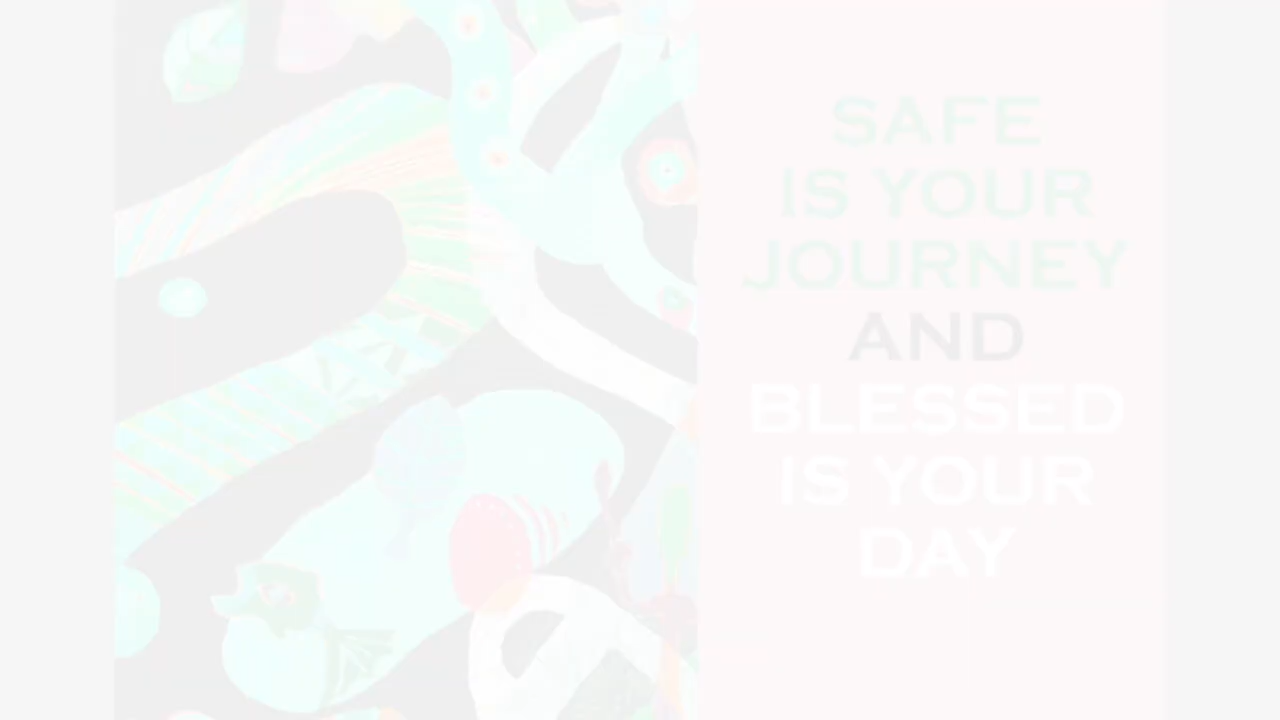 SAFE
IS YOUR
JOURNEY
AND
BLESSED
IS YOUR
DAY